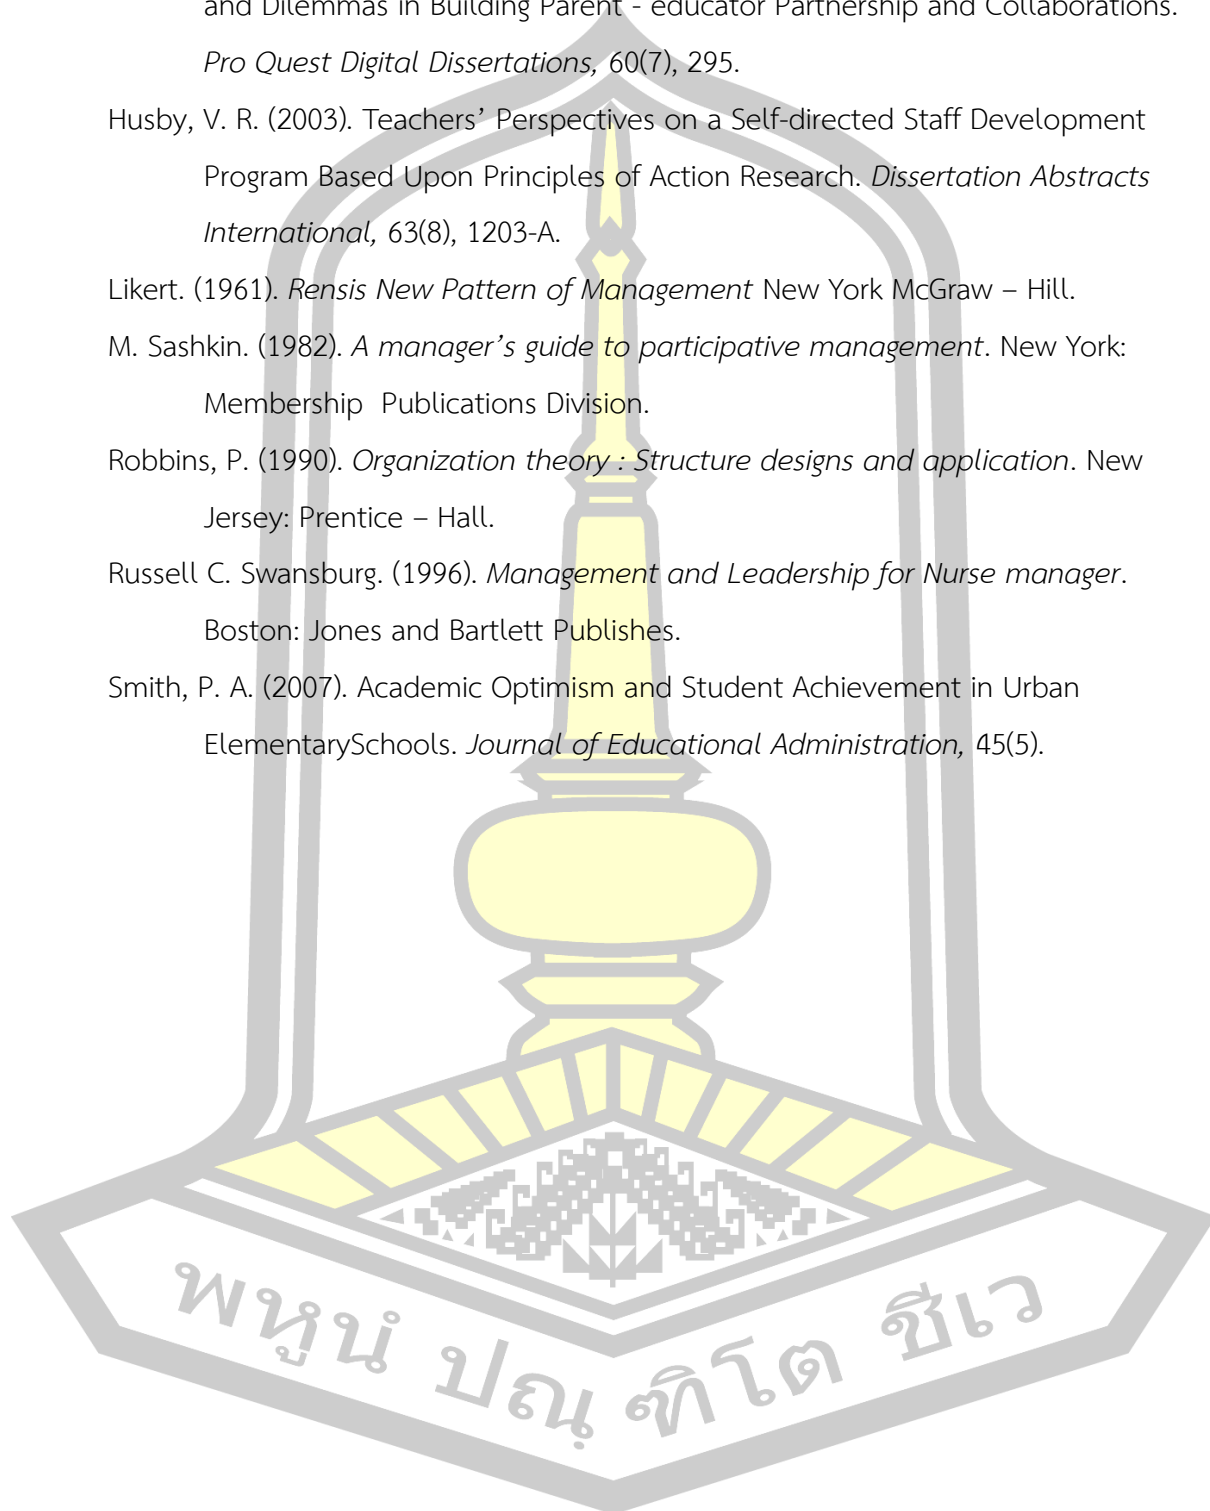 and Dilemmas in Building Parent - educator Partnership and Collaborations.
Pro Quest Digital Dissertations, 60(7), 295.
Husby, V. R. (2003). Teachers’ Perspectives on a Self-directed Staff Development
Program Based Upon Principles of Action Research. Dissertation Abstracts
International, 63(8), 1203-A.
Likert. (1961). Rensis New Pattern of Management New York McGraw – Hill.
M. Sashkin. (1982). A manager’s guide to participative management. New York:
Membership  Publications Division.
Robbins, P. (1990). Organization theory : Structure designs and application. New
Jersey: Prentice – Hall.
Russell C. Swansburg. (1996). Management and Leadership for Nurse manager.
Boston: Jones and Bartlett Publishes.
Smith, P. A. (2007). Academic Optimism and Student Achievement in Urban
ElementarySchools. Journal of Educational Administration, 45(5).
พหูนํ ปณฺฑิโต ชีเว